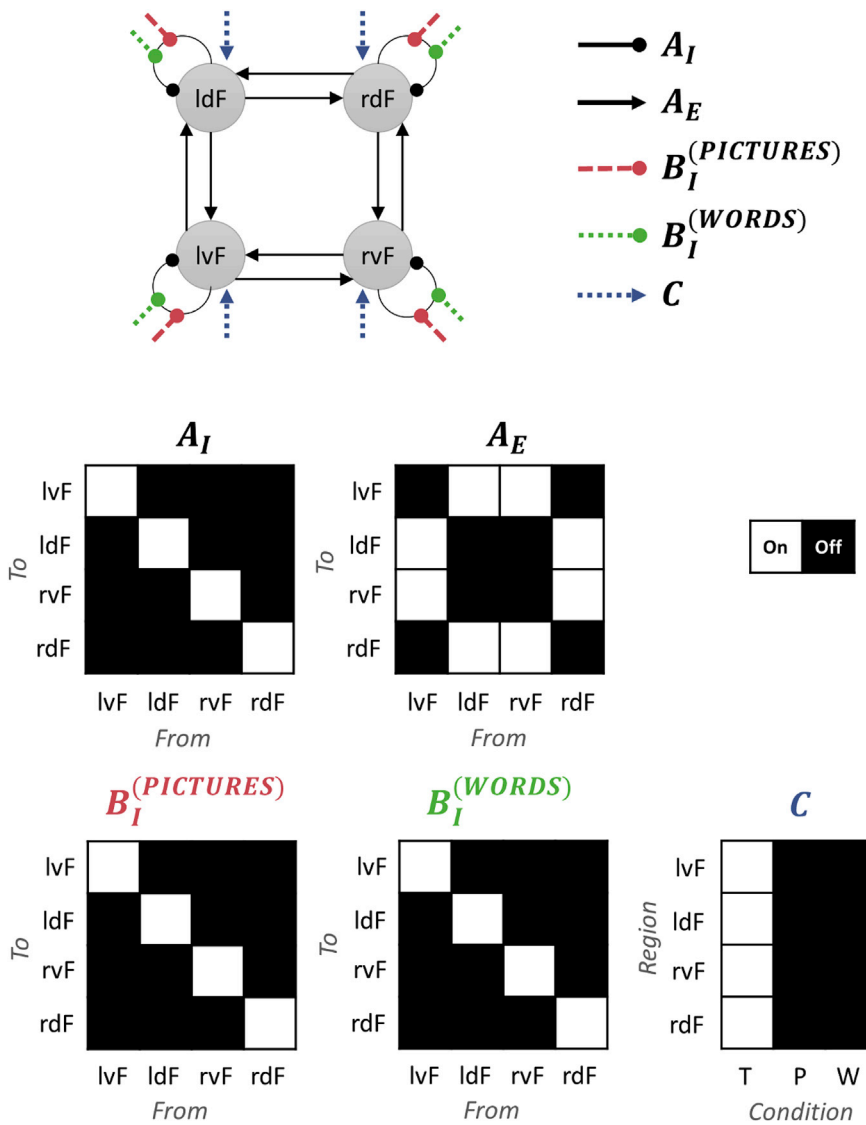 ldF rdF
lvF rvF
A_I
A_E
B_I^(PICTURES)
B_I^(WORDS)
C
A_I A_E
To
lvF
ldF
rvF
rdF
lvF ldF rvF rdF
From
To
lvF
ldF
rvF
rdF
lvF ldF rvF rdF
From
On Off
B_I^(PICTURES) B_I^(WORDS) C
To
lvF
ldF
rvF
rdF
lvF ldF rvF rdF
From
To
lvF
ldF
rvF
rdF
lvF ldF rvF rdF
From
Region
lvF
ldF
rvF
rdF
T P W
Condition